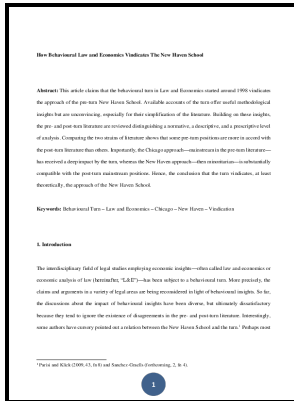 How Behavioural Law and Economics Vindicates The New Haven School
Abstract: This article claims that the behavioural turn in Law and Economics started around 1998 vindicates
the approach of the pre-turn New Haven School. Available accounts of the turn offer useful methodological
insights but are unconvincing, especially for their simplification of the literature. Building on these insights,
the pre- and post-turn literature are reviewed distinguishing a normative, a descriptive, and a prescriptive level
of analysis. Comparing the two strains of literature shows that some pre-turn positions are more in accord with
the post-turn literature than others. Importantly, the Chicago approach—mainstream in the pre-turn literature—
has received a deep impact by the turn, whereas the New Haven approach—then minoritarian—is substantially
compatible with the post-turn mainstream positions. Hence, the conclusion that the turn vindicates, at least
theoretically, the approach of the New Haven School.
Keywords: Behavioural Turn – Law and Economics – Chicago – New Haven – Vindication
1. Introduction
The interdisciplinary field of legal studies employing economic insights—often called law and economics or
economic analysis of law (hereinafter, "L&E")—has been subject to a behavioural turn. More precisely, the
claims and arguments in a variety of legal areas are being reconsidered in light of behavioural insights. So far,
the discussions about the impact of behavioural insights have been diverse, but ultimately dissatisfactory
because they tend to ignore the existence of disagreements in the pre- and post-turn literature. Interestingly,
some authors have cursory pointed out a relation between the New Haven School and the turn.¹ Perhaps most
¹ Parisi and Klick (2009, 43, fn 8) and Sanchez-Graells (forthcoming, 2, fn 4).
1